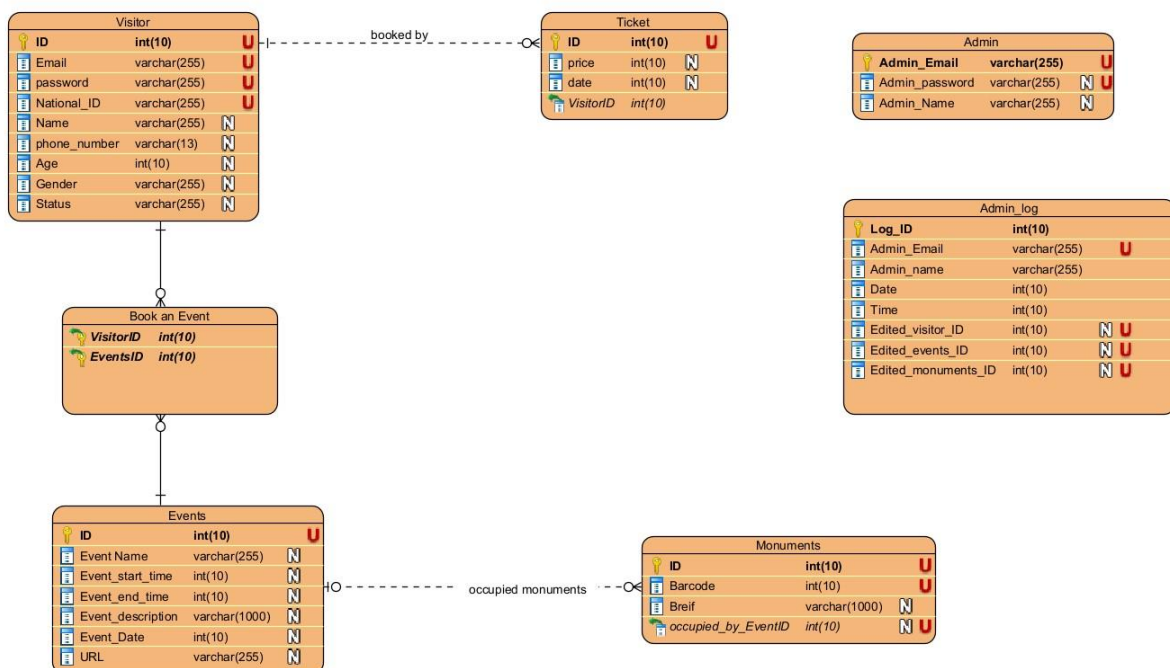 Visitor
ID int(10) U
Email varchar(255) U
password varchar(255) U
National_ID varchar(255) U
Name varchar(255) N
phone_number varchar(13) N
Age int(10) N
Gender varchar(255) N
Status varchar(255) N
booked by
Ticket
ID int(10) U
price int(10) N
date int(10) N
VisitorID int(10)
Admin
Admin_Email varchar(255) U
Admin_password varchar(255) N U
Admin_Name varchar(255) N
Admin_log
Log_ID int(10)
Admin_Email varchar(255) U
Admin_name varchar(255)
Date int(10)
Time int(10)
Edited_visitor_ID int(10) N U
Edited_events_ID int(10) N U
Edited_monuments_ID int(10) N U
Book an Event
VisitorID int(10)
EventsID int(10)
Events
ID int(10) U
Event Name varchar(255) N
Event_start_time int(10) N
Event_end_time int(10) N
Event_description varchar(1000) N
Event_Date int(10) N
URL varchar(255) N
occupied monuments
Monuments
ID int(10) U
Barcode int(10) U
Breif varchar(1000) N
occupied_by_EventID int(10) N U